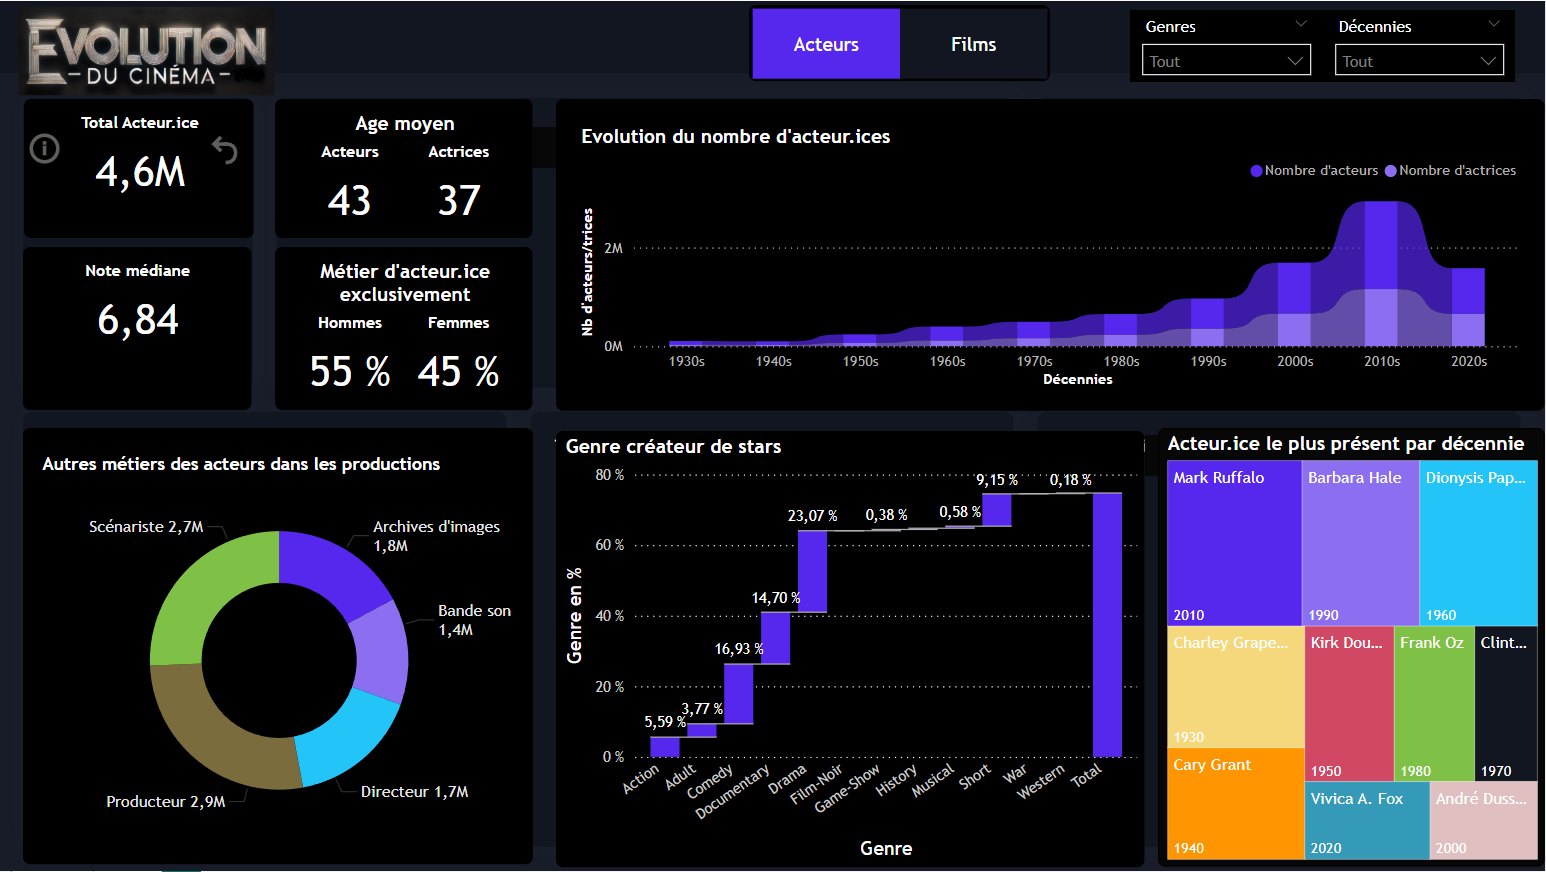 EVOLUTION
DU CINÉMA
Acteurs
Films
Genres
Tout
Décennies
Tout
Total Acteur.ice
4,6M
Age moyen
Acteurs
Actrices
43
37
Note médiane
6,84
Métier d'acteur.ice
exclusivement
Hommes
Femmes
55 %
45 %
Evolution du nombre d'acteur.ices
Nombre d'acteurs
Nombre d'actrices
Nb d'acteurs/trices
2M
0M
1930s
1940s
1950s
1960s
1970s
1980s
1990s
2000s
2010s
2020s
Décennies
Autres métiers des acteurs dans les productions
Scénariste 2,7M
Archives d'images
1,8M
Bande son
1,4M
Directeur 1,7M
Producteur 2,9M
Genre créateur de stars
Genre en %
80 %
60 %
40 %
20 %
0 %
5,59 %
3,77 %
16,93 %
14,70 %
23,07 %
0,38 %
0,58 %
9,15 %
0,18 %
Action
Adult
Comedy
Documentary
Drama
Film-Noir
Game-Show
History
Musical
Short
War
Western
Total
Genre
Acteur.ice le plus présent par décennie
Mark Ruffalo
2010
Barbara Hale
1990
Dionysis Pap...
1960
Charley Grape...
1930
Kirk Dou...
1950
Frank Oz
1980
Clint...
1970
Cary Grant
1940
Vivica A. Fox
2020
André Duss...
2000